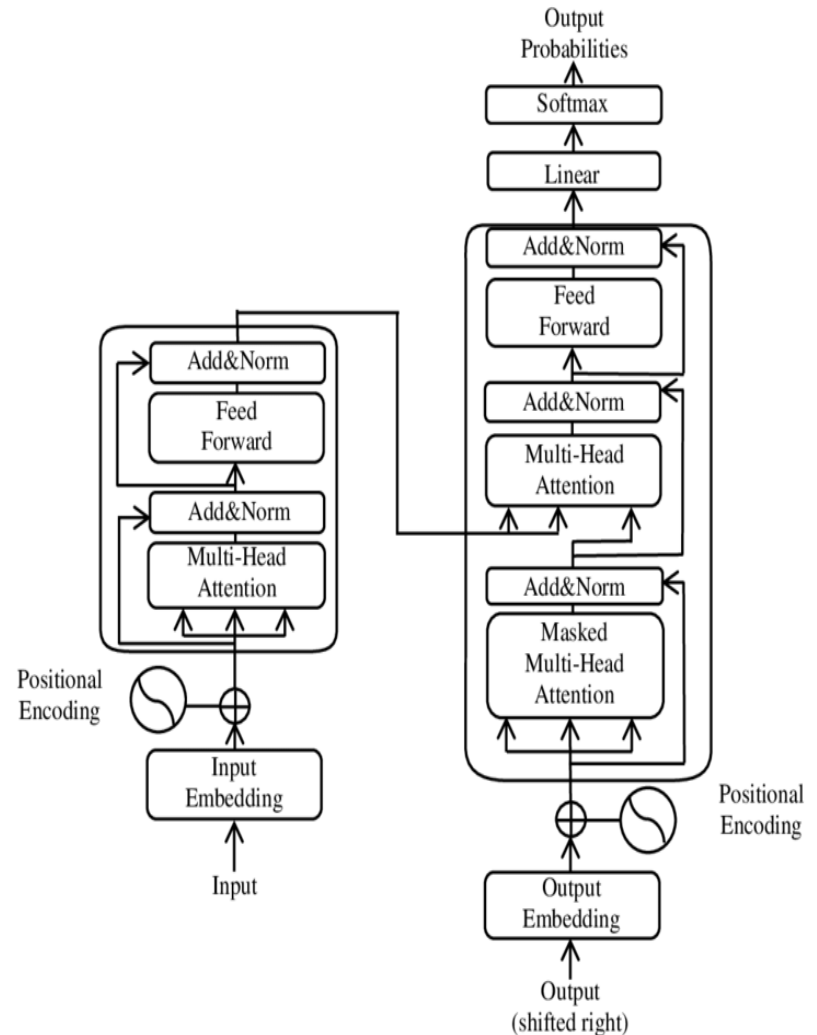 Output
Probabilities
Softmax
Linear
Add&Norm
Feed
Forward
Add&Norm
Multi-Head
Attention
Add&Norm
Masked
Multi-Head
Attention
Positional
Encoding
Output
Embedding
Output
(shifted right)
Add&Norm
Feed
Forward
Add&Norm
Multi-Head
Attention
Positional
Encoding
Input
Embedding
Input